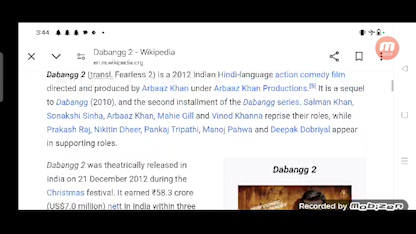 3:44
Dabangg 2 - Wikipedia
en.m.wikipedia.org
Dabangg 2 (transl. Fearless 2) is a 2012 Indian Hindi-language action comedy film
directed and produced by Arbaaz Khan under Arbaaz Khan Productions.[5] It is a sequel
to Dabangg (2010), and the second installment of the Dabangg series. Salman Khan,
Sonakshi Sinha, Arbaaz Khan, Mahie Gill and Vinod Khanna reprise their roles, while
Prakash Raj, Nikitin Dheer, Pankaj Tripathi, Manoj Pahwa and Deepak Dobriyal appear
in supporting roles.
Dabangg 2 was theatrically released in
India on 21 December 2012 during the
Christmas festival. It earned ₹58.3 crore
(US$7.0 million) nett in India within three
Dabangg 2
Recorded by Mobizen